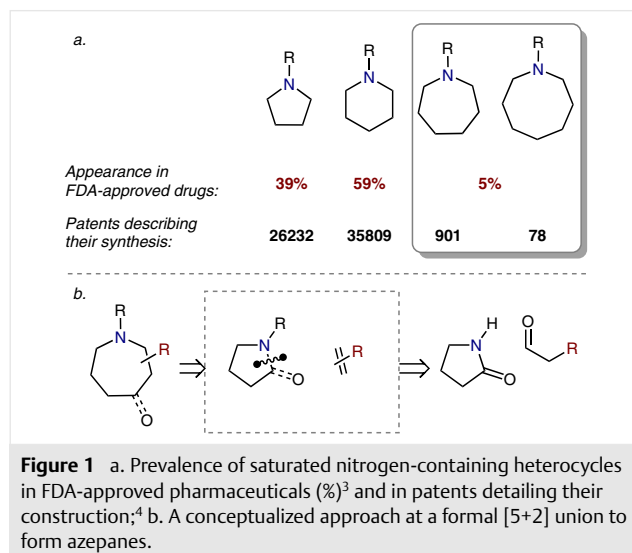 a.
R R R R
N N N N
Appearance in
FDA-approved drugs: 39% 59% 5%
Patents describing
their synthesis: 26232 35809 901 78
b.
R
N R
O
R
N O R
H
N O
O R
Figure 1 a. Prevalence of saturated nitrogen-containing heterocycles
in FDA-approved pharmaceuticals (%)3 and in patents detailing their
construction;4 b. A conceptualized approach at a formal [5+2] union to
form azepanes.